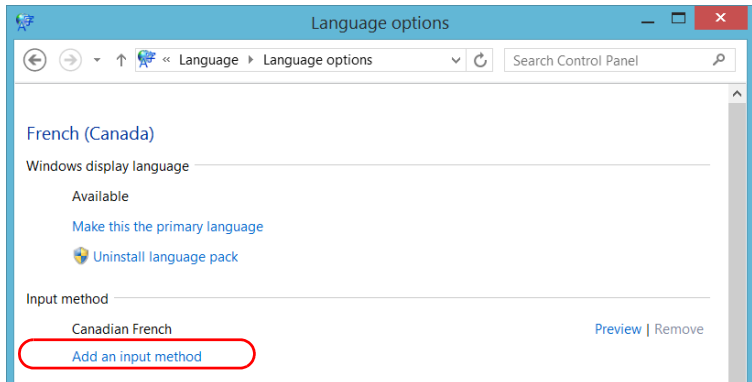 Language options
« Language Language options Search Control Panel
French (Canada)
Windows display language
Available
Make this the primary language
Uninstall language pack
Input method
Canadian French Preview | Remove
Add an input method